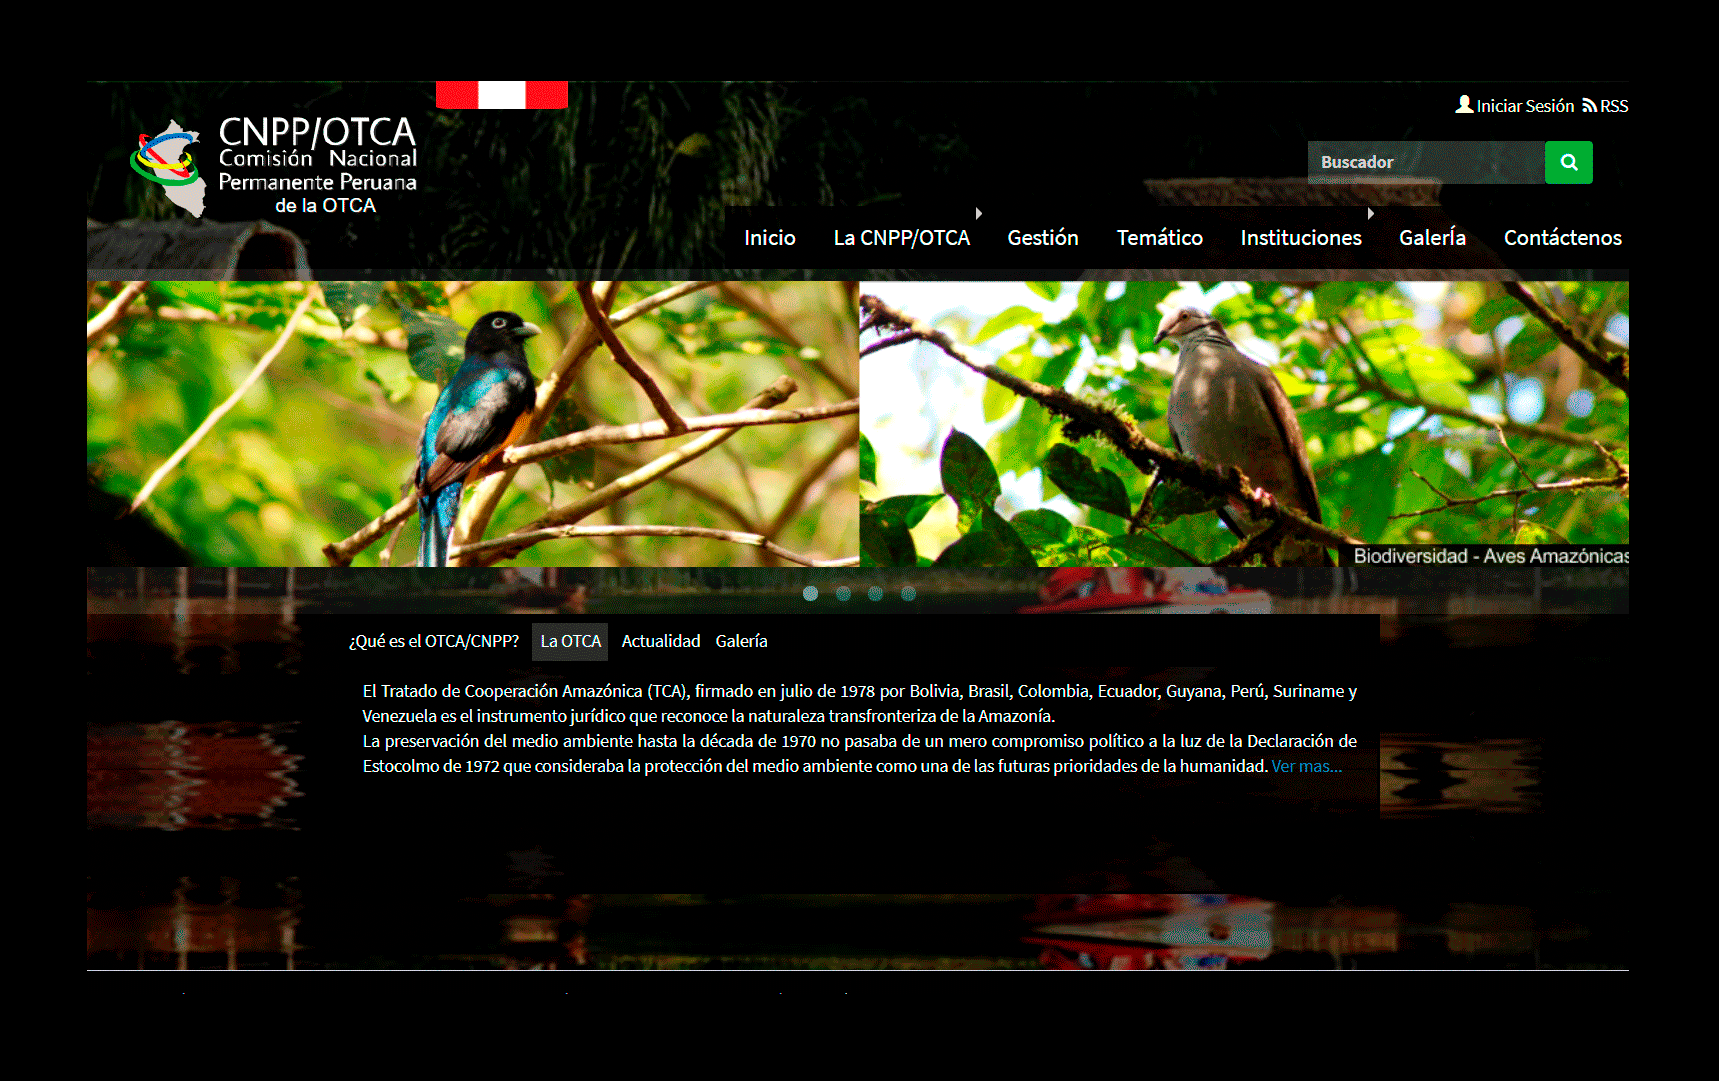 Iniciar Sesión RSS
CNPP/OTCA
Comisión Nacional
Permanente Peruana
de la OTCA
Buscador
Inicio La CNPP/OTCA Gestión Temático Instituciones GalerÍa Contáctenos
Biodiversidad - Aves Amazónicas
¿Qué es el OTCA/CNPP? La OTCA Actualidad Galería
El Tratado de Cooperación Amazónica (TCA), firmado en julio de 1978 por Bolivia, Brasil, Colombia, Ecuador, Guyana, Perú, Suriname y
Venezuela es el instrumento jurídico que reconoce la naturaleza transfronteriza de la Amazonía.
La preservación del medio ambiente hasta la década de 1970 no pasaba de un mero compromiso político a la luz de la Declaración de
Estocolmo de 1972 que consideraba la protección del medio ambiente como una de las futuras prioridades de la humanidad. Ver mas...